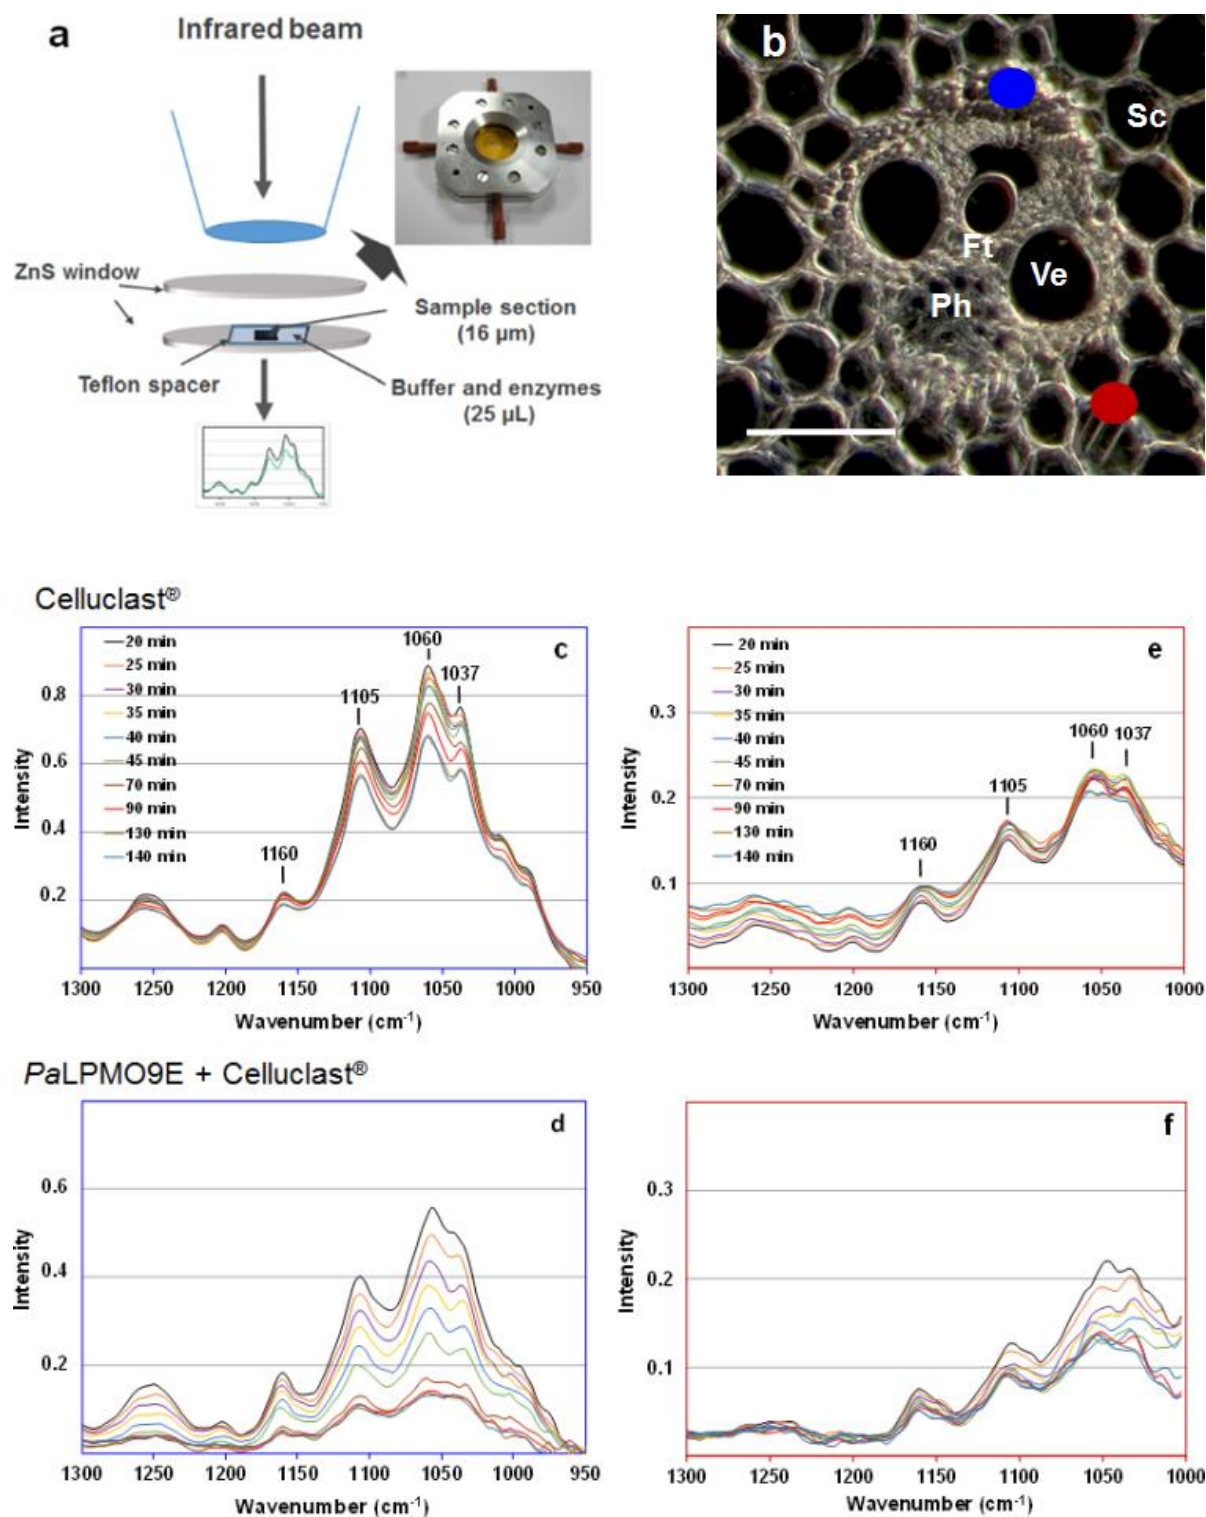 a
Infrared beam
ZnS window
Sample section
(16 µm)
Teflon spacer
Buffer and enzymes
(25 µL)
b
Sc
Ft
Ve
Ph
Celluclast®
c
20 min
25 min
30 min
35 min
40 min
45 min
70 min
90 min
130 min
140 min
1160
1105
1060
1037
0.8
0.6
0.4
0.2
Intensity
1300 1250 1200 1150 1100 1050 1000 950
Wavenumber (cm-1)
e
20 min
25 min
30 min
35 min
40 min
45 min
70 min
90 min
130 min
140 min
1160
1105
1060 1037
0.3
0.2
0.1
Intensity
1300 1250 1200 1150 1100 1050 1000
Wavenumber (cm-1)
PaLPMO9E + Celluclast®
d
0.6
0.4
0.2
Intensity
1300 1250 1200 1150 1100 1050 1000 950
Wavenumber (cm-1)
f
0.3
0.2
0.1
Intensity
1300 1250 1200 1150 1100 1050 1000
Wavenumber (cm-1)